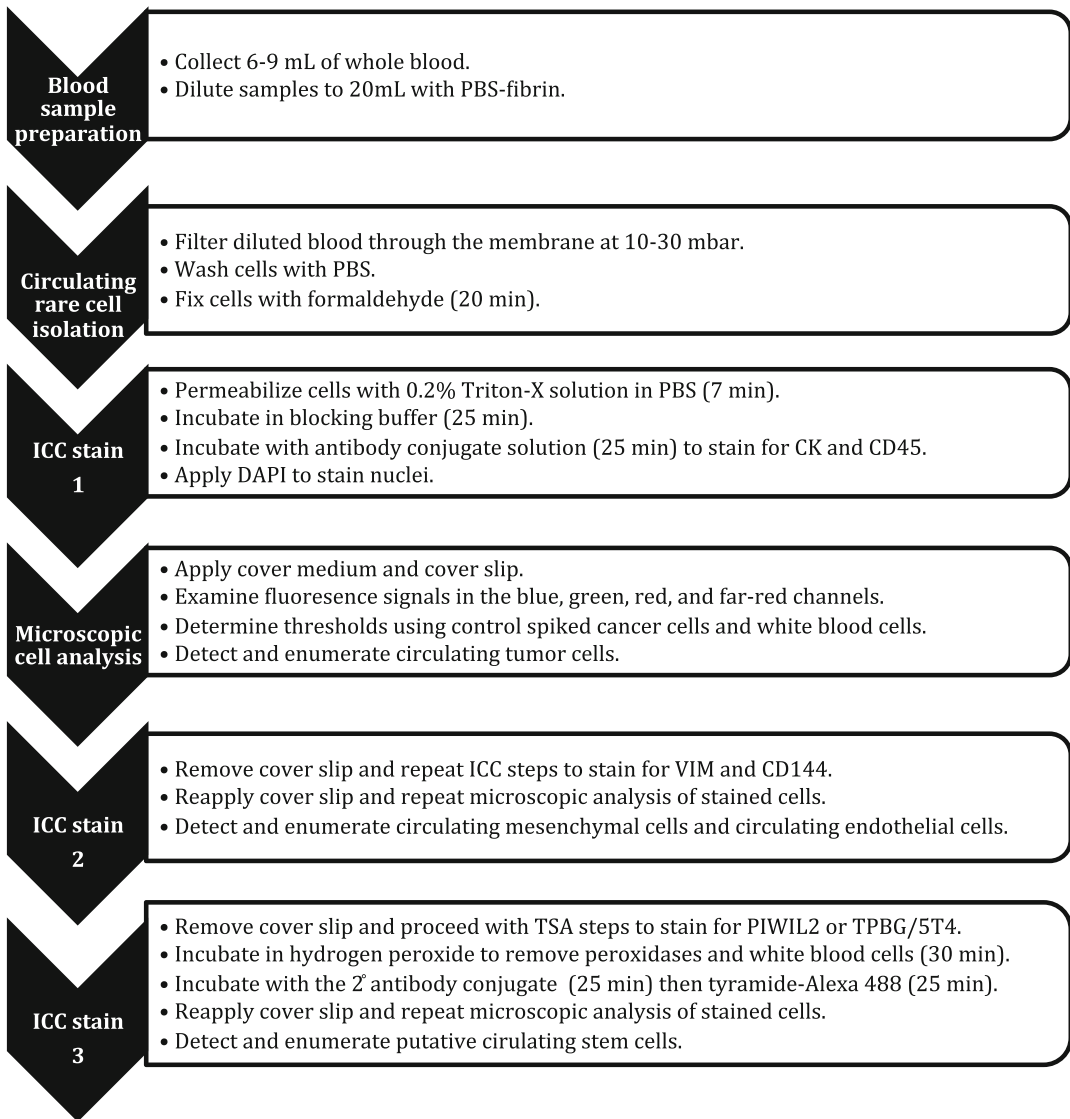 Blood
sample
preparation
• Collect 6-9 mL of whole blood.
• Dilute samples to 20mL with PBS-fibrin.
Circulating
rare cell
isolation
• Filter diluted blood through the membrane at 10-30 mbar.
• Wash cells with PBS.
• Fix cells with formaldehyde (20 min).
ICC stain
1
• Permeabilize cells with 0.2% Triton-X solution in PBS (7 min).
• Incubate in blocking buffer (25 min).
• Incubate with antibody conjugate solution (25 min) to stain for CK and CD45.
• Apply DAPI to stain nuclei.
Microscopic
cell analysis
• Apply cover medium and cover slip.
• Examine fluoresence signals in the blue, green, red, and far-red channels.
• Determine thresholds using control spiked cancer cells and white blood cells.
• Detect and enumerate circulating tumor cells.
ICC stain
2
• Remove cover slip and repeat ICC steps to stain for VIM and CD144.
• Reapply cover slip and repeat microscopic analysis of stained cells.
• Detect and enumerate circulating mesenchymal cells and circulating endothelial cells.
ICC stain
3
• Remove cover slip and proceed with TSA steps to stain for PIWIL2 or TPBG/5T4.
• Incubate in hydrogen peroxide to remove peroxidases and white blood cells (30 min).
• Incubate with the 2° antibody conjugate (25 min) then tyramide-Alexa 488 (25 min).
• Reapply cover slip and repeat microscopic analysis of stained cells.
• Detect and enumerate putative cirulating stem cells.